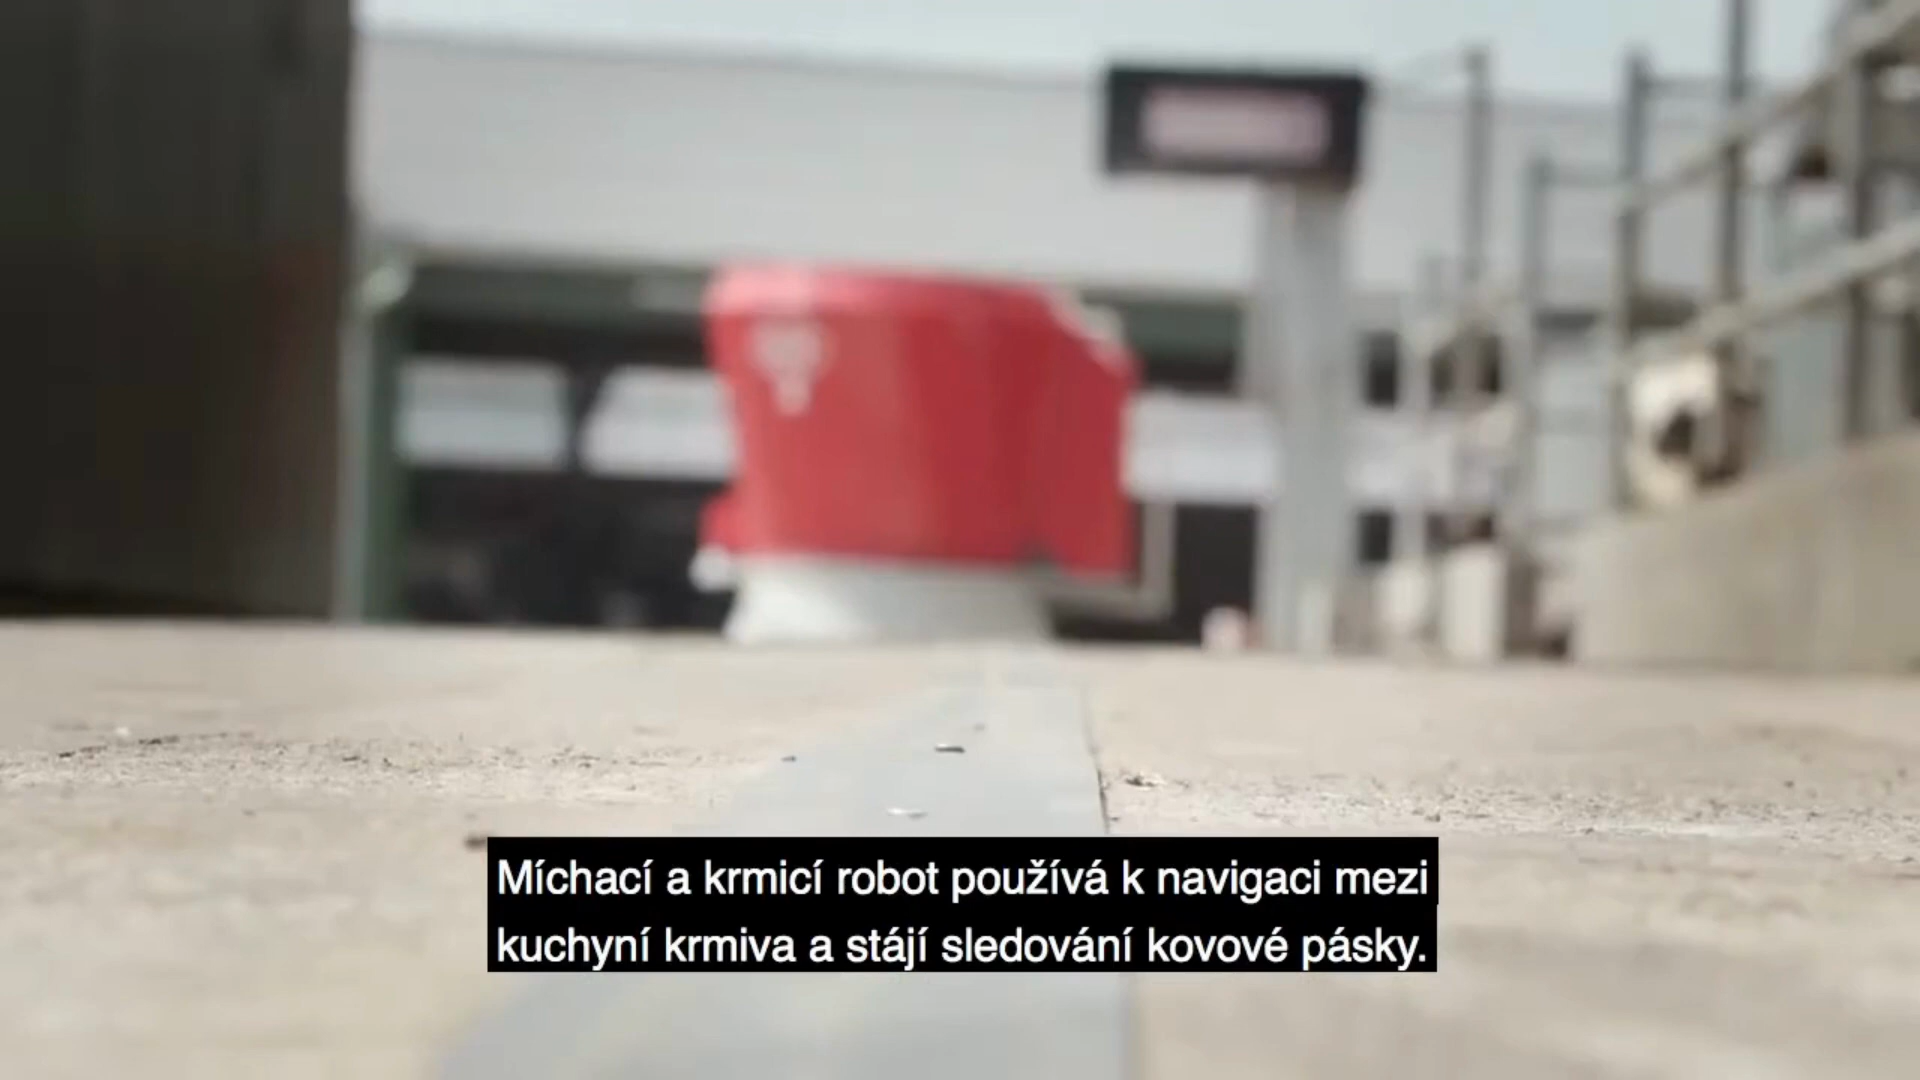 Míchací a krmicí robot používá k navigaci mezi
kuchyní krmiva a stájí sledování kovové pásky.